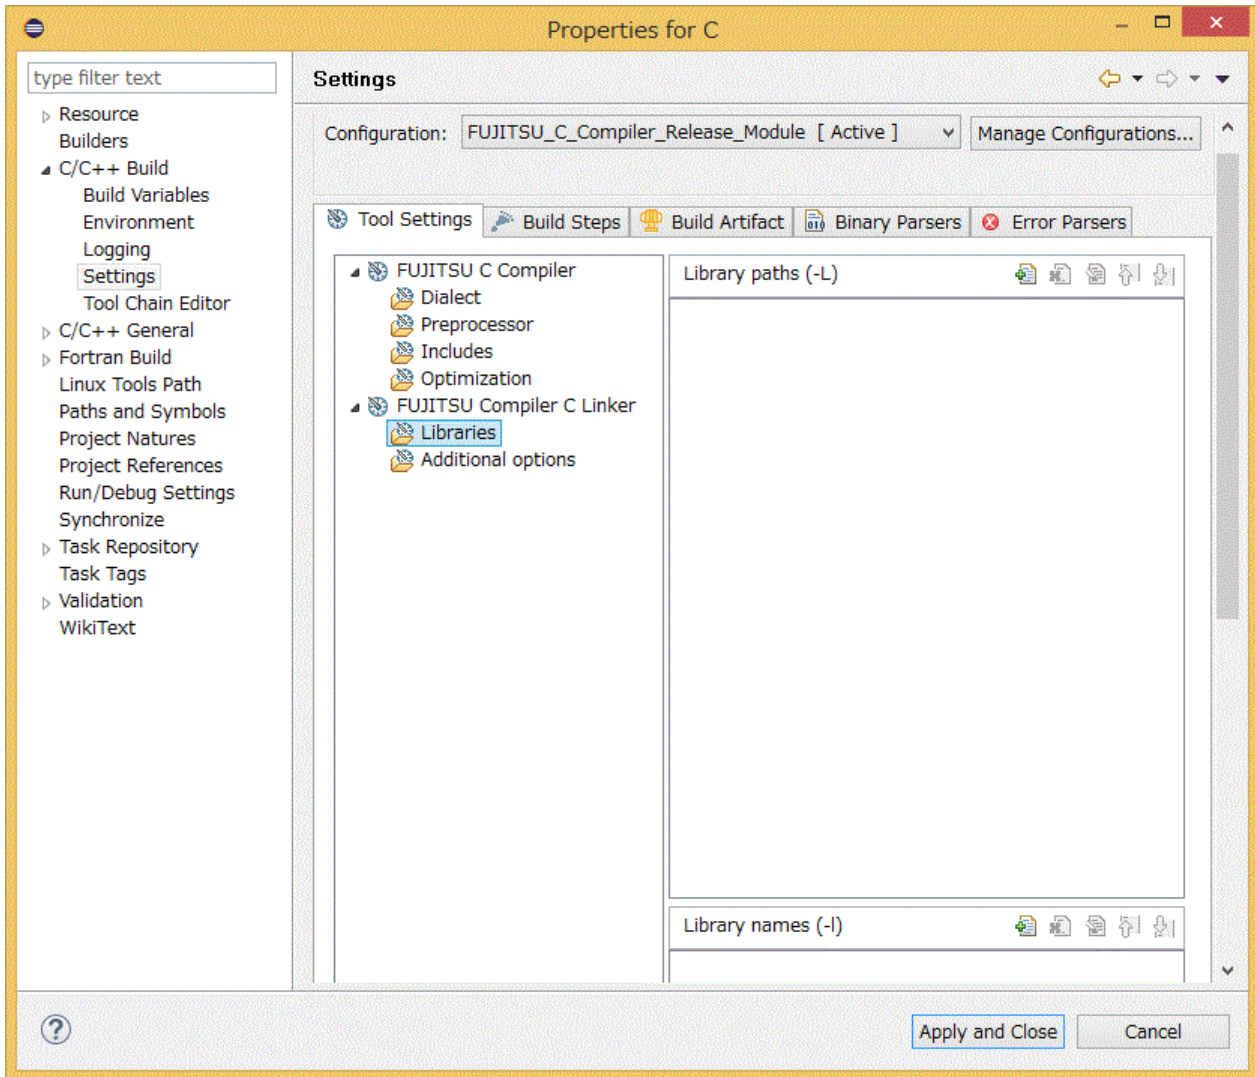 Properties for C
type filter text
Resource
Builders
C/C++ Build
Build Variables
Environment
Logging
Settings
Tool Chain Editor
C/C++ General
Fortran Build
Linux Tools Path
Paths and Symbols
Project Natures
Project References
Run/Debug Settings
Synchronize
Task Repository
Task Tags
Validation
WikiText
Settings
Configuration: FUJITSU_C_Compiler_Release_Module [ Active ] Manage Configurations...
Tool Settings Build Steps Build Artifact Binary Parsers Error Parsers
FUJITSU C Compiler
Dialect
Preprocessor
Includes
Optimization
FUJITSU Compiler C Linker
Libraries
Additional options
Library paths (-L)
Library names (-l)
Apply and Close Cancel